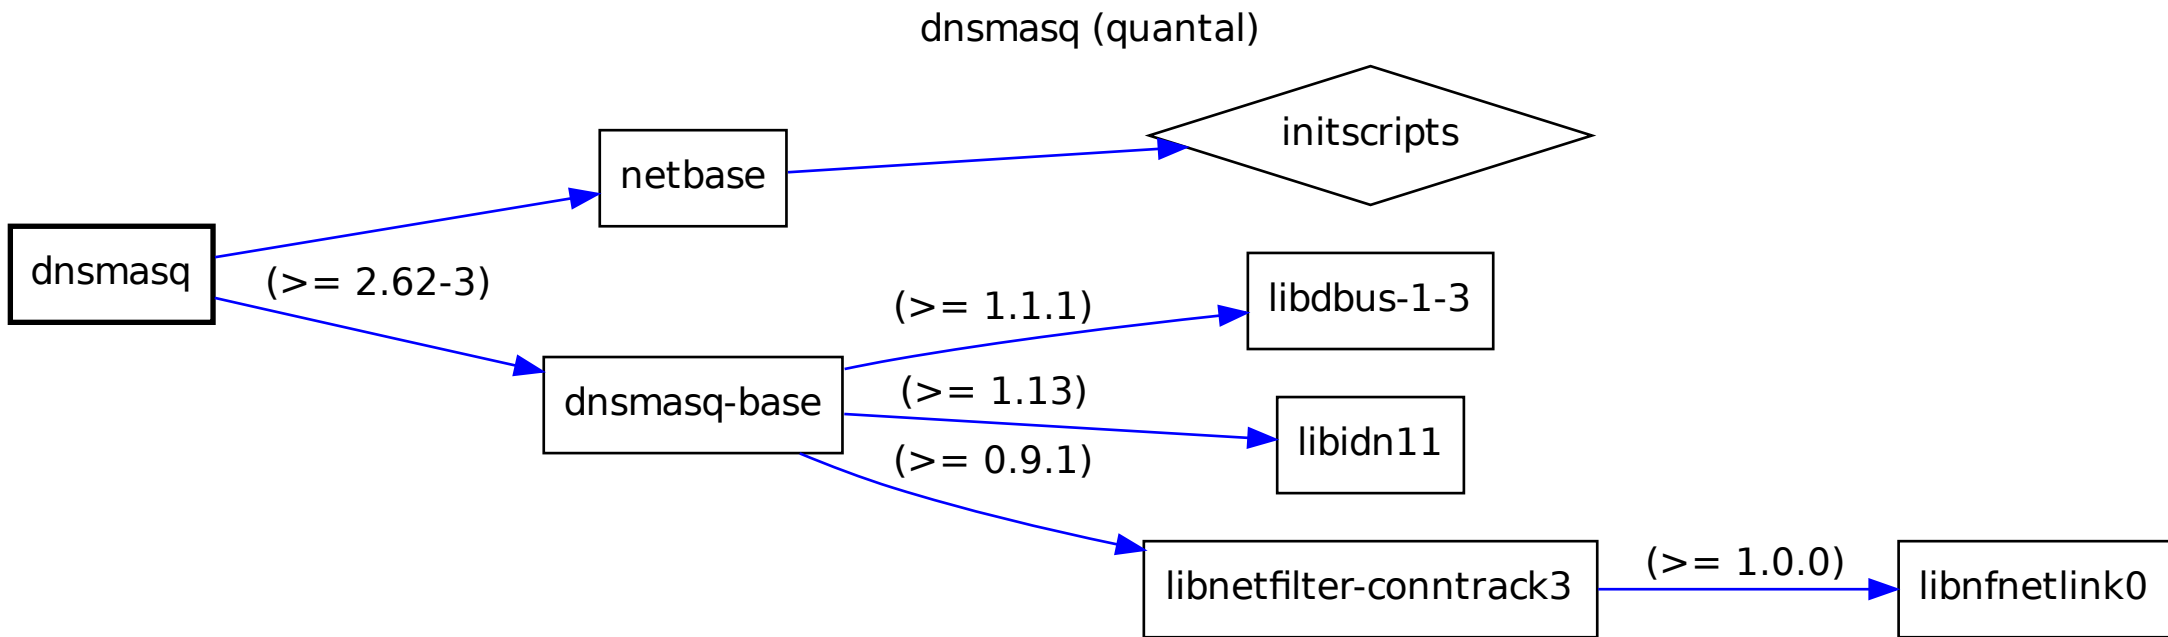 dnsmasq (quantal)
initscripts
netbase
dnsmasq
(>= 2.62-3)
libdbus-1-3
(>= 1.1.1)
dnsmasq-base
(>= 1.13)
libidn11
(>= 0.9.1)
libnetfilter-conntrack3
(>= 1.0.0)
libnfnetlink0